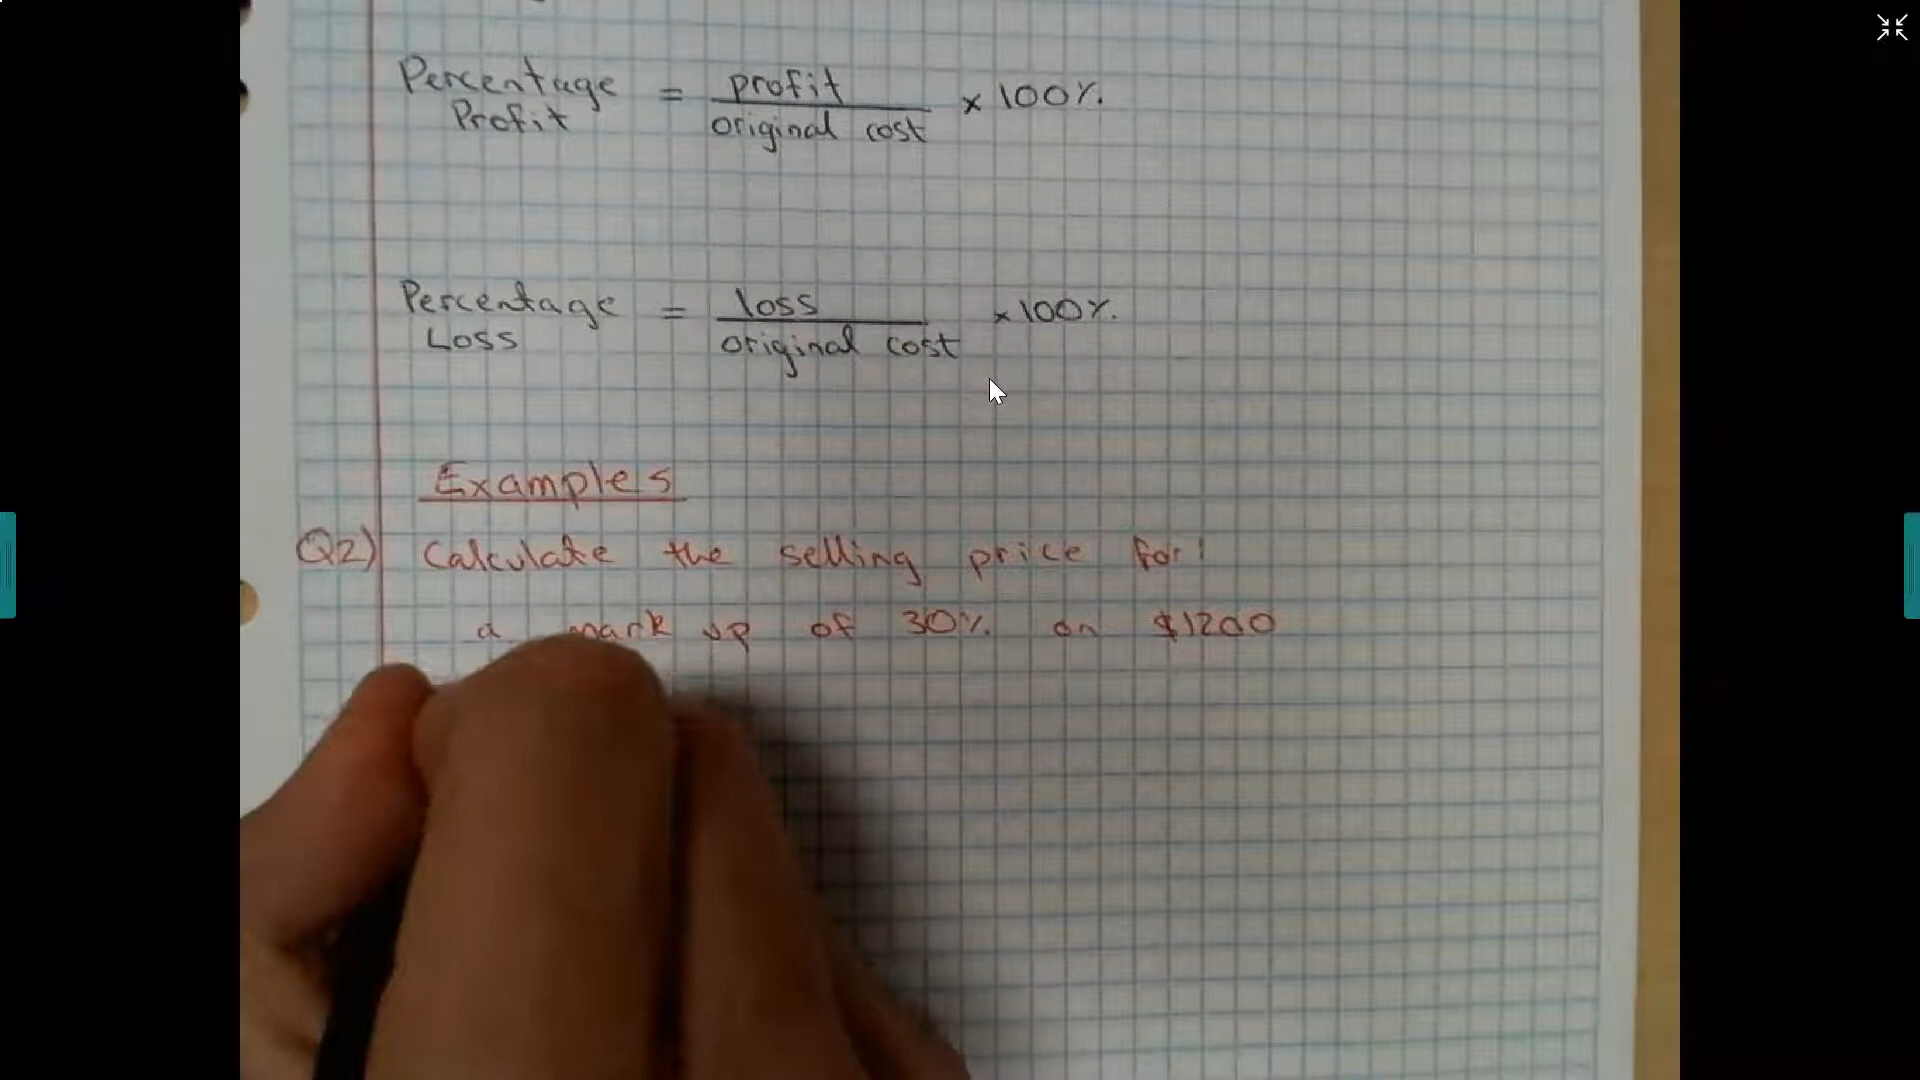 Percentage Profit = profit / original cost × 100%
Percentage Loss = loss / original cost × 100%
Examples
Q2) Calculate the selling price for:
a mark up of 30% on $1200